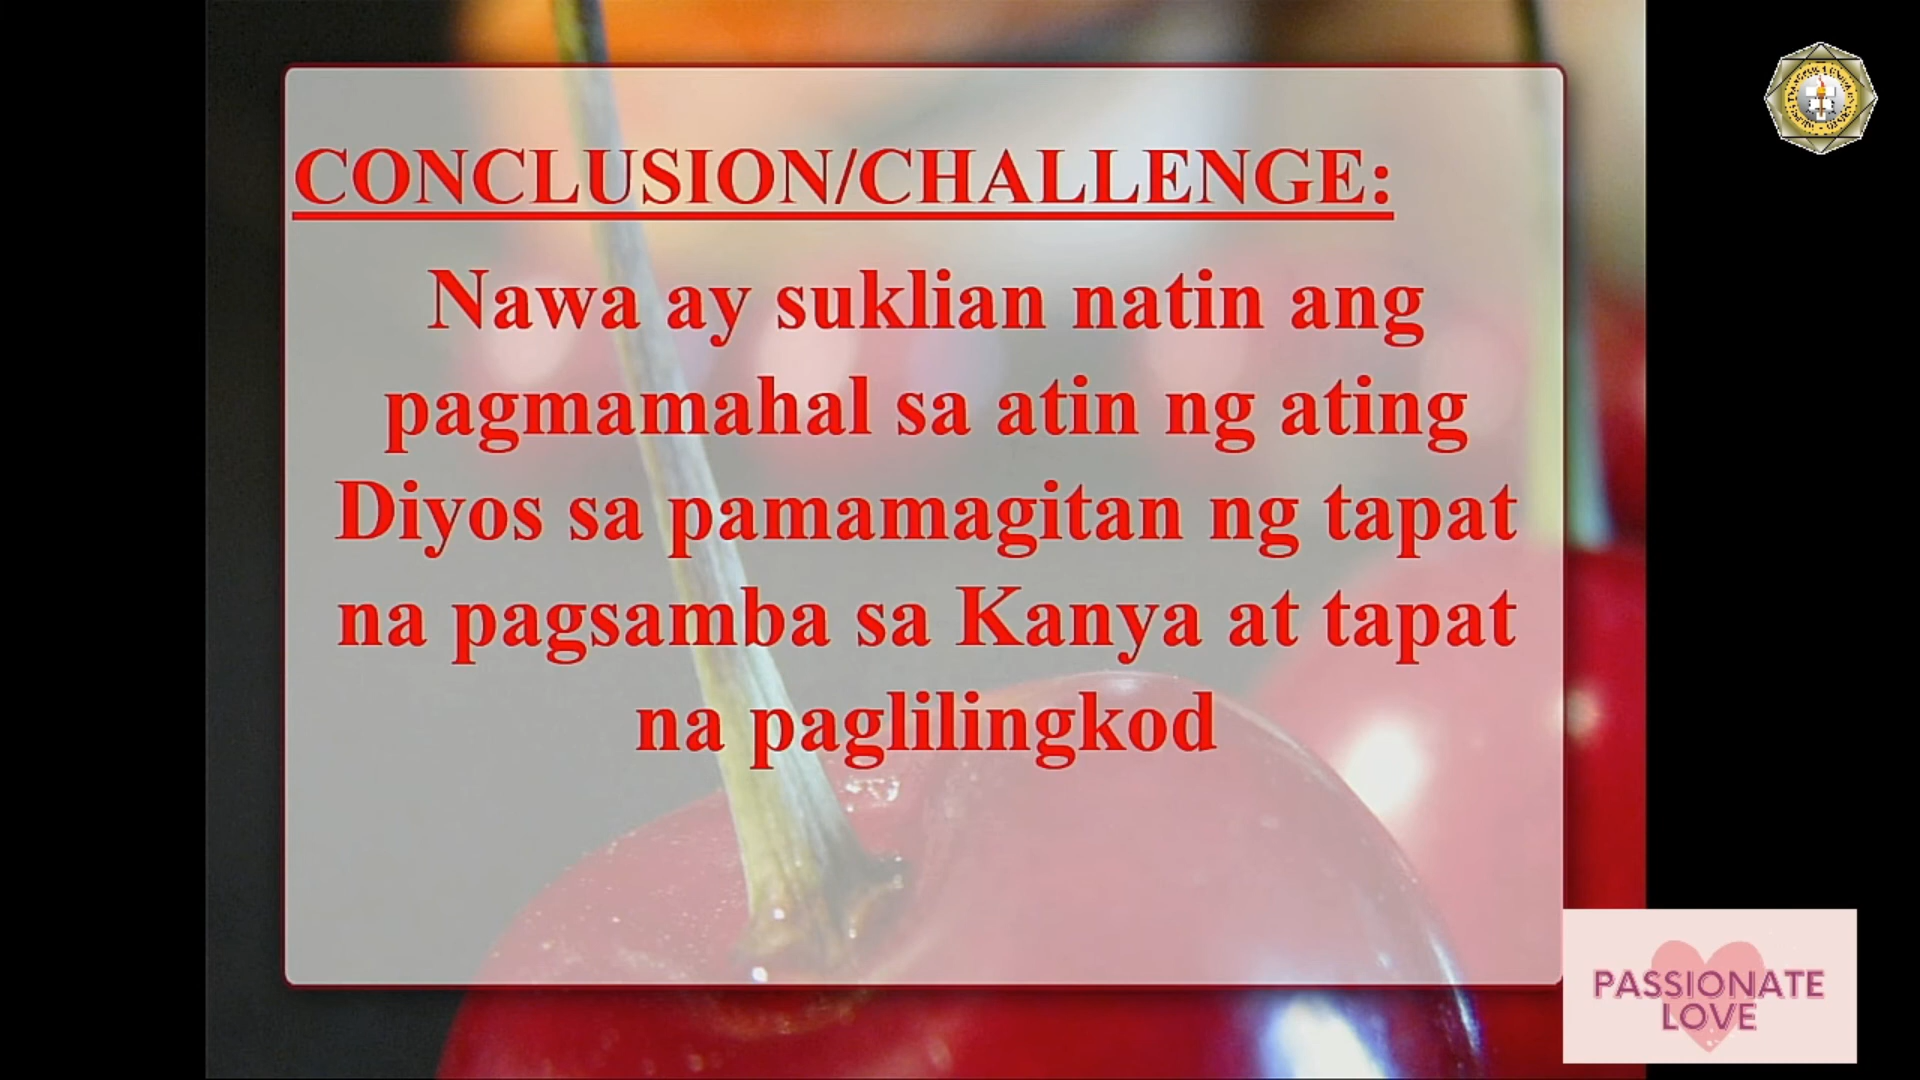 CONCLUSION/CHALLENGE:
Nawa ay suklian natin ang
pagmamahal sa atin ng ating
Diyos sa pamamagitan ng tapat
na pagsamba sa Kanya at tapat
na paglilingkod
PASSIONATE
LOVE